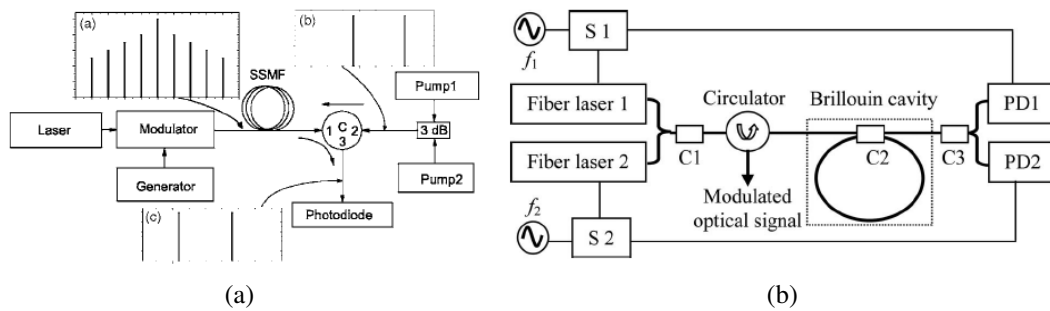 (a)
(b)
SSMF
Pump1
Laser
Modulator
1 C 2
3
3 dB
Generator
Pump2
(c)
Photodlode
(a)
f1
S 1
Fiber laser 1
Circulator
Brillouin cavity
PD1
C1
C2
C3
Fiber laser 2
Modulated
optical signal
PD2
f2
S 2
(b)